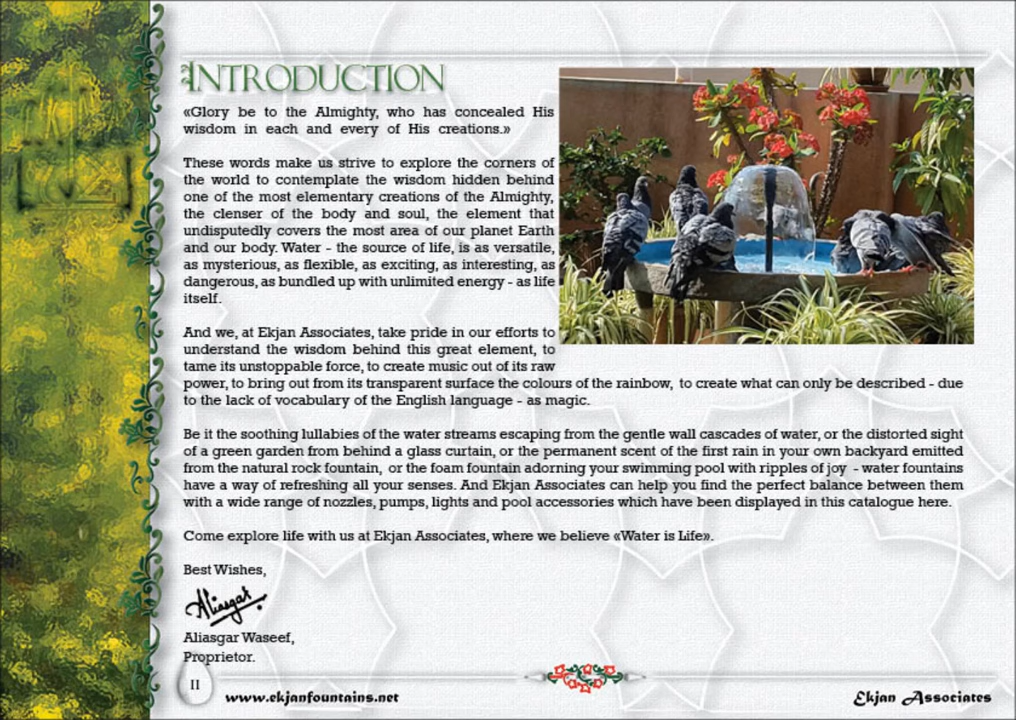 INTRODUCTION
«Glory be to the Almighty, who has concealed His
wisdom in each and every of His creations.»
These words make us strive to explore the corners of
the world to contemplate the wisdom hidden behind
one of the most elementary creations of the Almighty,
the clenser of the body and soul, the element that
undisputedly covers the most area of our planet Earth
and our body. Water - the source of life, is as versatile,
as mysterious, as flexible, as exciting, as interesting, as
dangerous, as bundled up with unlimited energy - as life
itself.
And we, at Ekjan Associates, take pride in our efforts to
understand the wisdom behind this great element, to
tame its unstoppable force, to create music out of its raw
power, to bring out from its transparent surface the colours of the rainbow, to create what can only be described - due
to the lack of vocabulary of the English language - as magic.
Be it the soothing lullabies of the water streams escaping from the gentle wall cascades of water, or the distorted sight
of a green garden from behind a glass curtain, or the permanent scent of the first rain in your own backyard emitted
from the natural rock fountain, or the foam fountain adorning your swimming pool with ripples of joy - water fountains
have a way of refreshing all your senses. And Ekjan Associates can help you find the perfect balance between them
with a wide range of nozzles, pumps, lights and pool accessories which have been displayed in this catalogue here.
Come explore life with us at Ekjan Associates, where we believe «Water is Life».
Best Wishes,
Aliasgar
Aliasgar Waseef,
Proprietor.
II
www.ekjanfountains.net
Ekjan Associates